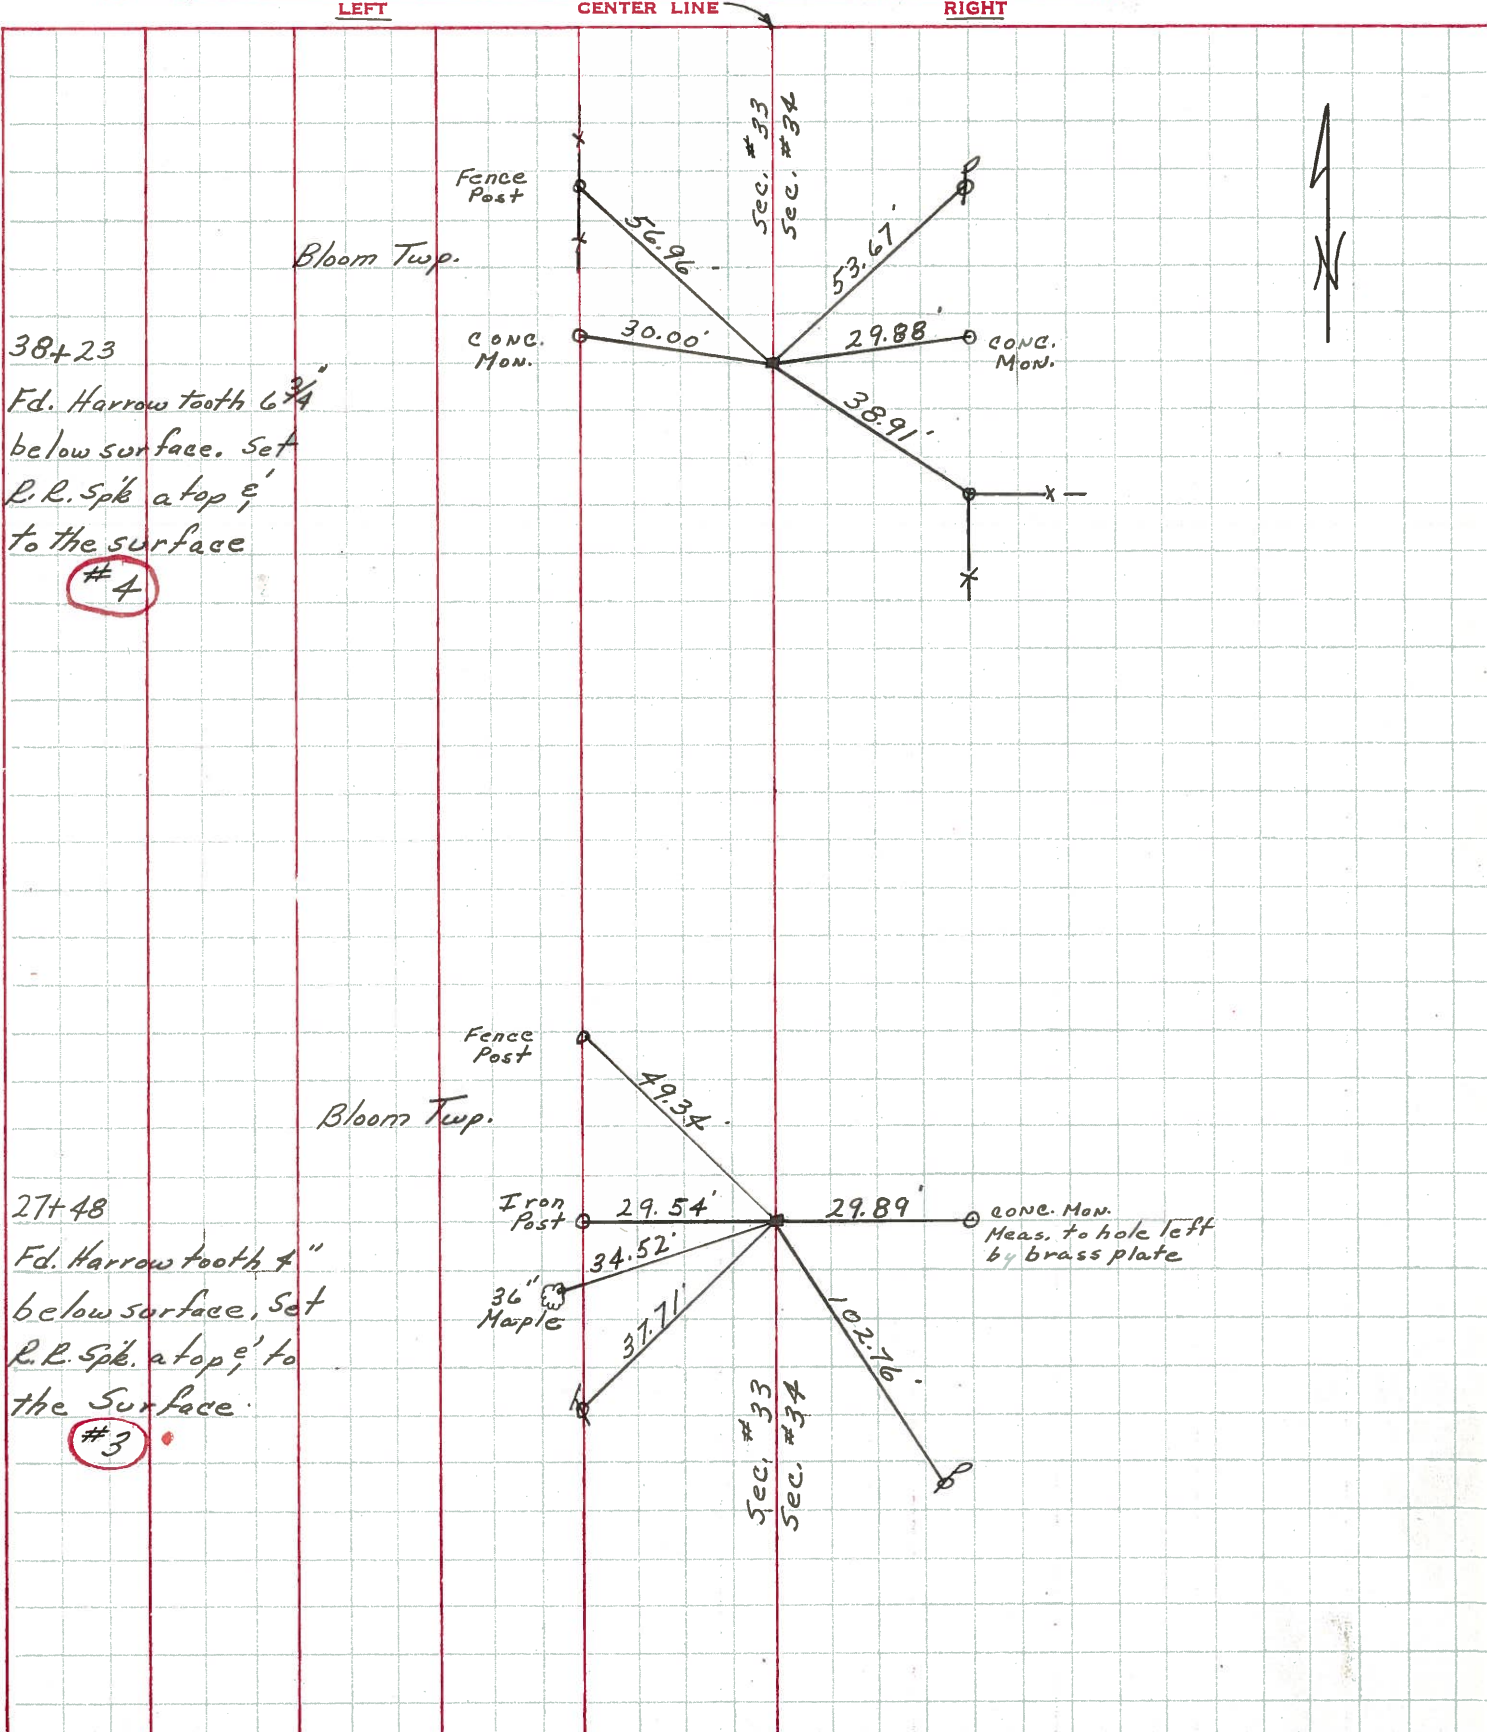 LEFT
CENTER LINE
RIGHT
Sec. #33
Sec. #34
Fence
Post
56.96'
53.67'
Bloom Twp.
N
CONC.
MON.
30.00'
29.88'
CONC.
MON.
38.91'
38+23
Fd. Harrow tooth 6 3/4"
below surface. Set
R.R. Spk atop &
to the surface
#4
Fence
Post
49.34'
Bloom Twp.
Iron
Post
29.54'
29.89'
CONC. MON.
Meas. to hole left
by brass plate
34.52'
36"
Maple
37.71'
102.76'
27+48
Fd. Harrow tooth 4"
below surface. Set
R.R. Spk. atop & to
the Surface.
#3
Sec. #33
Sec. #34